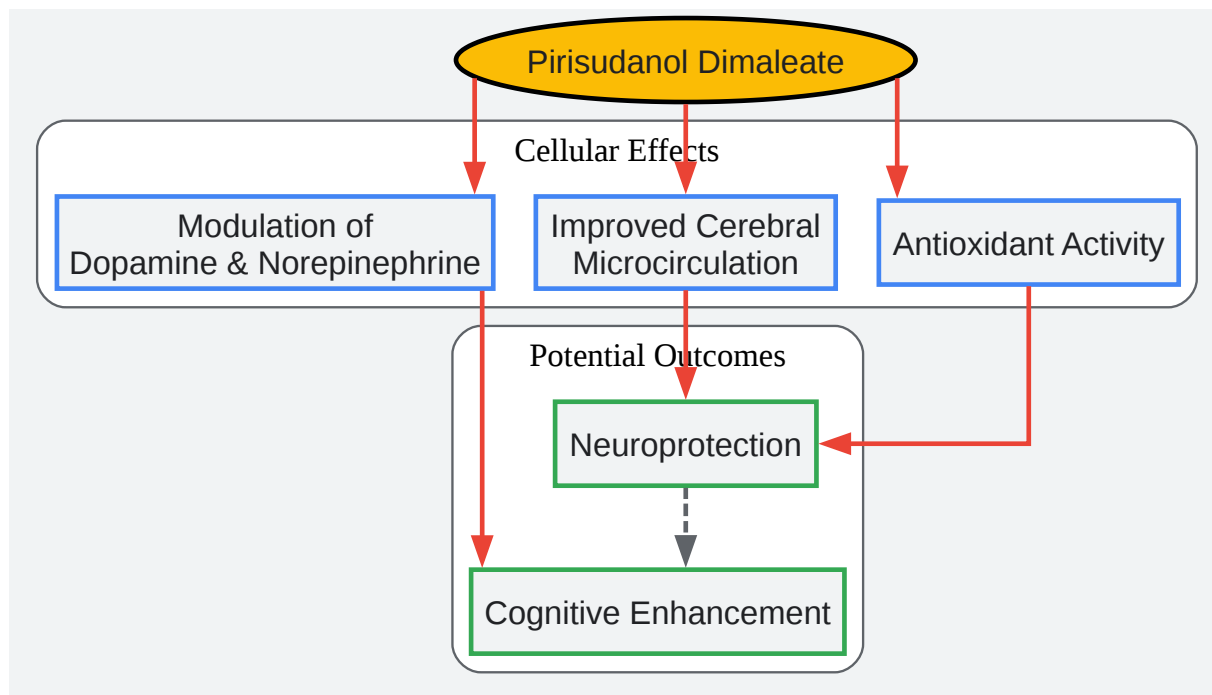 Pirisudanol Dimaleate
Cellular Effects
Modulation of
Dopamine & Norepinephrine
Improved Cerebral
Microcirculation
Antioxidant Activity
Potential Outcomes
Neuroprotection
Cognitive Enhancement